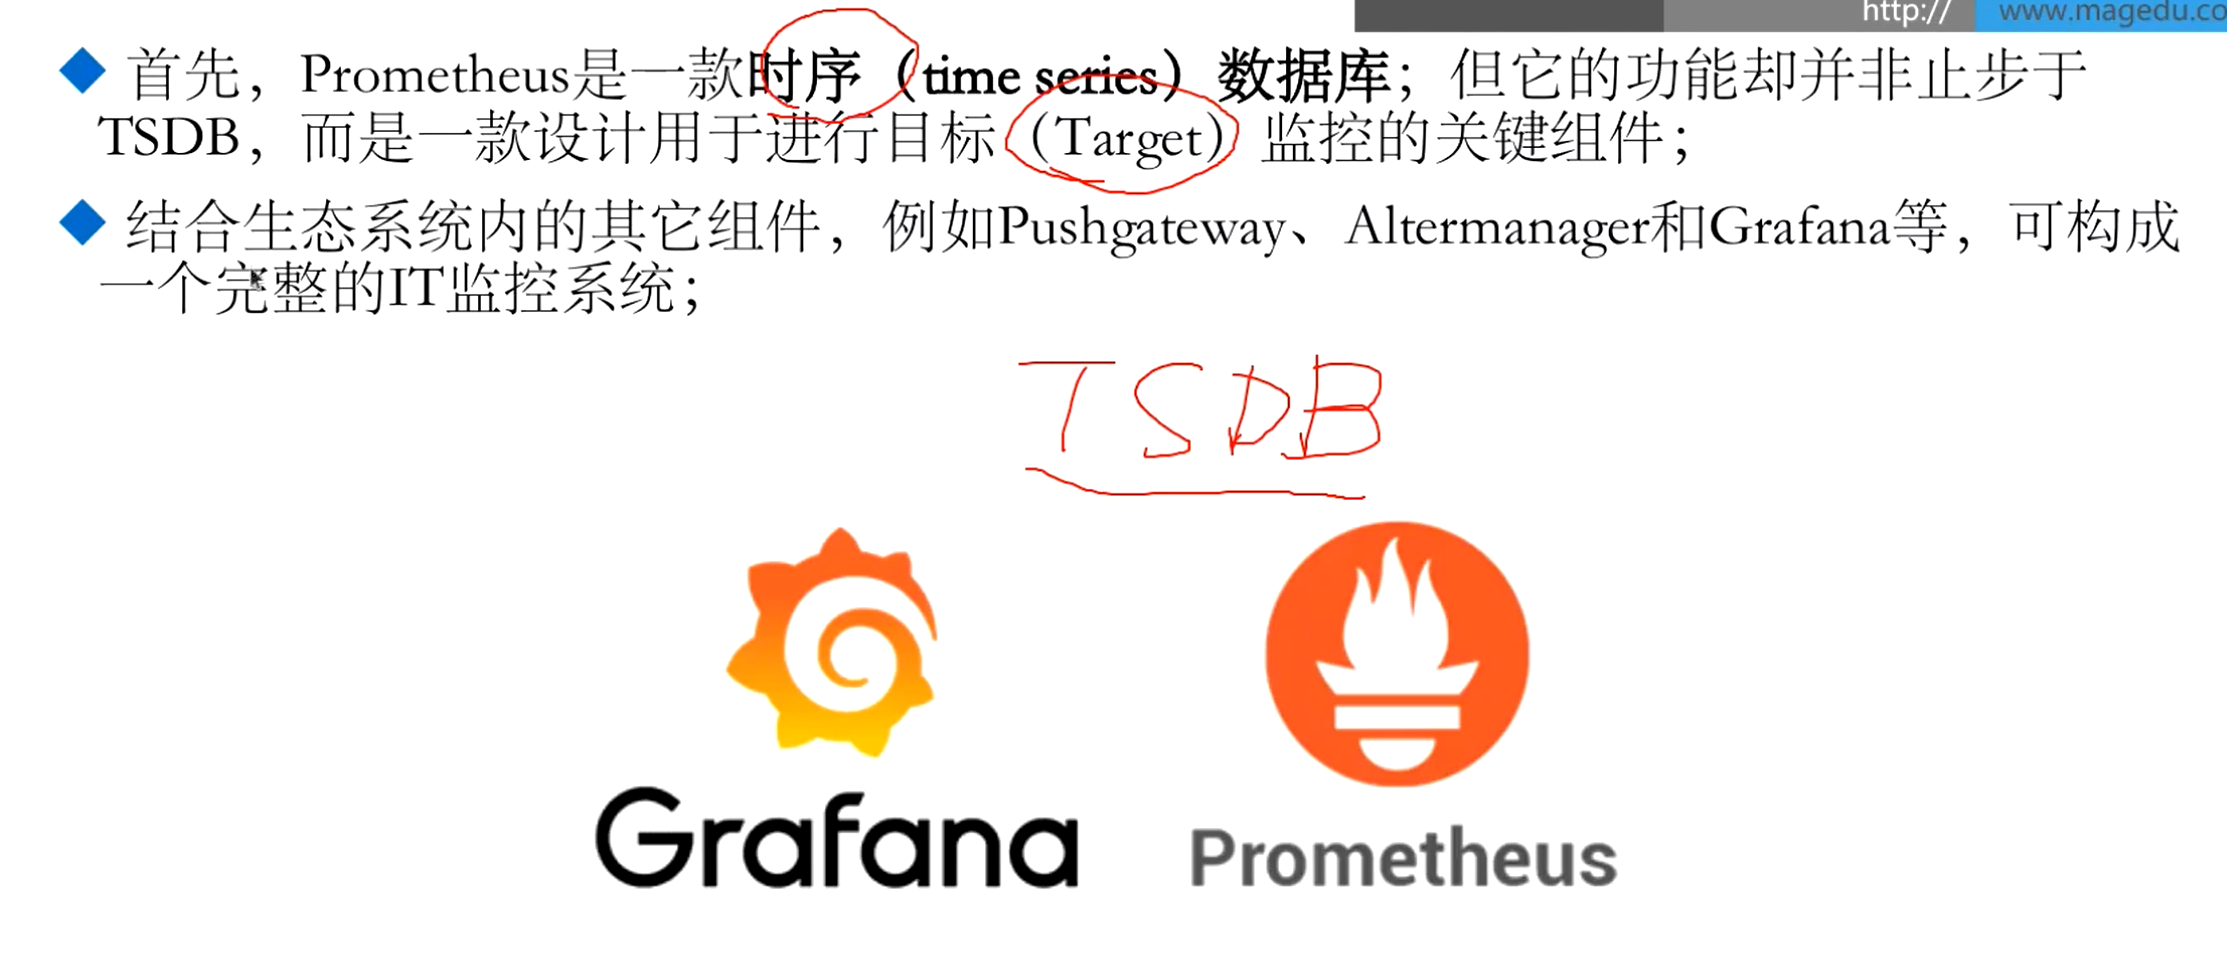 http:// www.magedu.co
首先，Prometheus是一款时序（time series）数据库；但它的功能却并非止步于
TSDB，而是一款设计用于进行目标（Target）监控的关键组件；
结合生态系统内的其它组件，例如Pushgateway、Altermanager和Grafana等，可构成
一个完整的IT监控系统；
TSDB
Grafana
Prometheus